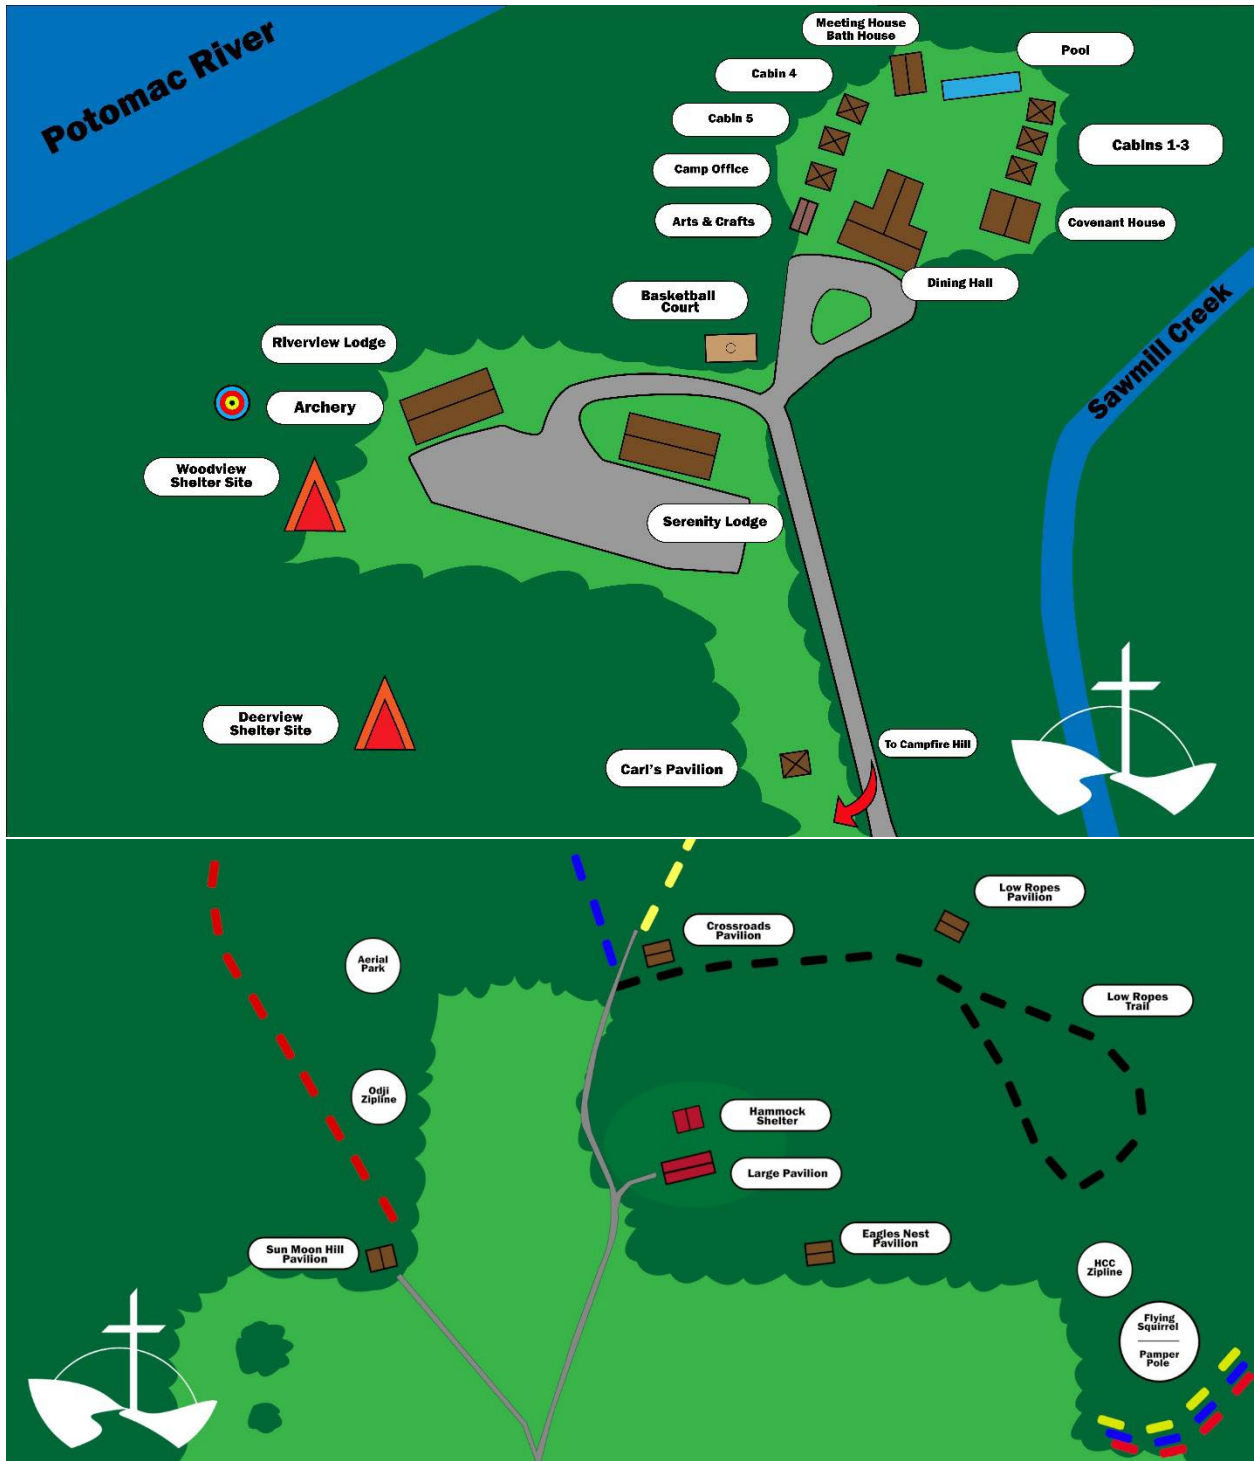 Potomac River
Meeting House
Bath House
Pool
Cabin 4
Cabin 5
Cabins 1-3
Camp Office
Arts & Crafts
Covenant House
Dining Hall
Basketball
Court
Sawmill Creek
Riverview Lodge
Archery
Woodview
Shelter Site
Serenity Lodge
Deerview
Shelter Site
To Campfire Hill
Carl's Pavilion
Low Ropes
Pavilion
Crossroads
Pavilion
Aerial
Park
Low Ropes
Trail
Odji
Zipline
Hammock
Shelter
Large Pavilion
Sun Moon Hill
Pavilion
Eagles Nest
Pavilion
HCC
Zipline
Flying
Squirrel
Pamper
Pole